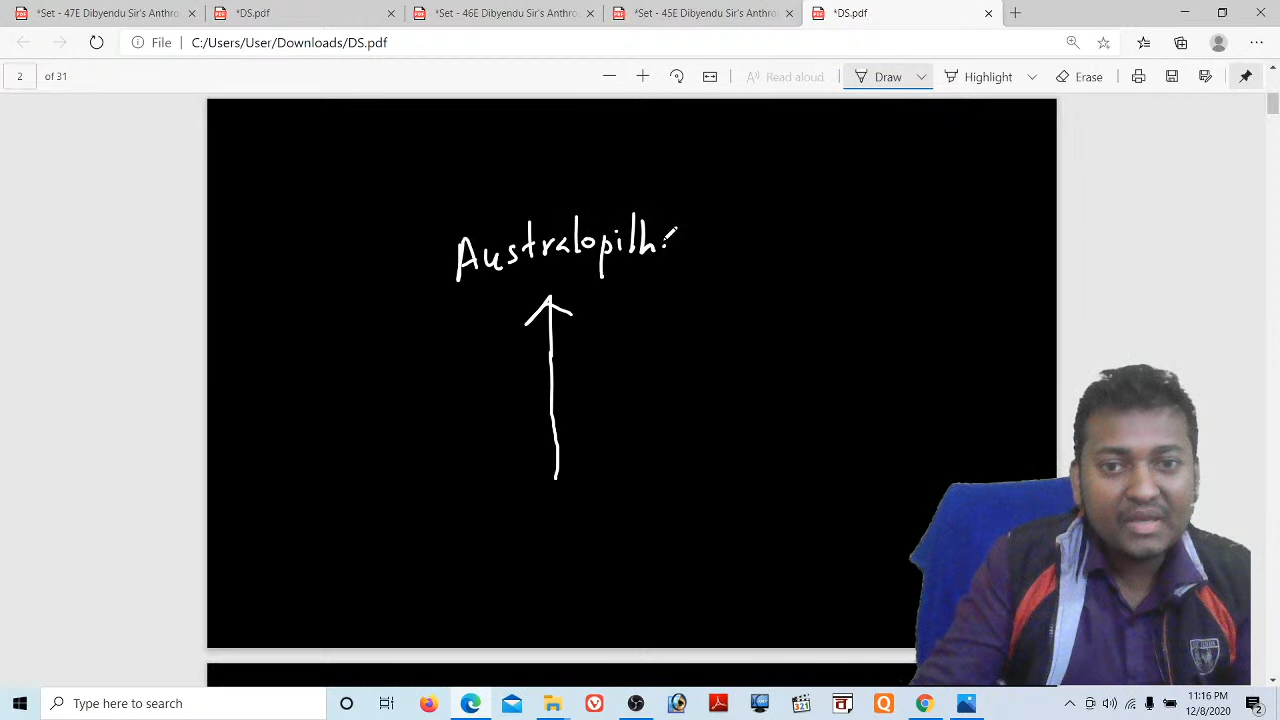 *Set - 47E Dibyendu Sir's Anthro
*DS.pdf
*Set - 46E Dibyendu Sir's Anthro
*Set - 45E Dibyendu Sir's Anthro
*DS.pdf
File C:/Users/User/Downloads/DS.pdf
2 of 31
Read aloud
Draw
Highlight
Erase
Australopith
Type here to search
11:16 PM
12/8/2020
2